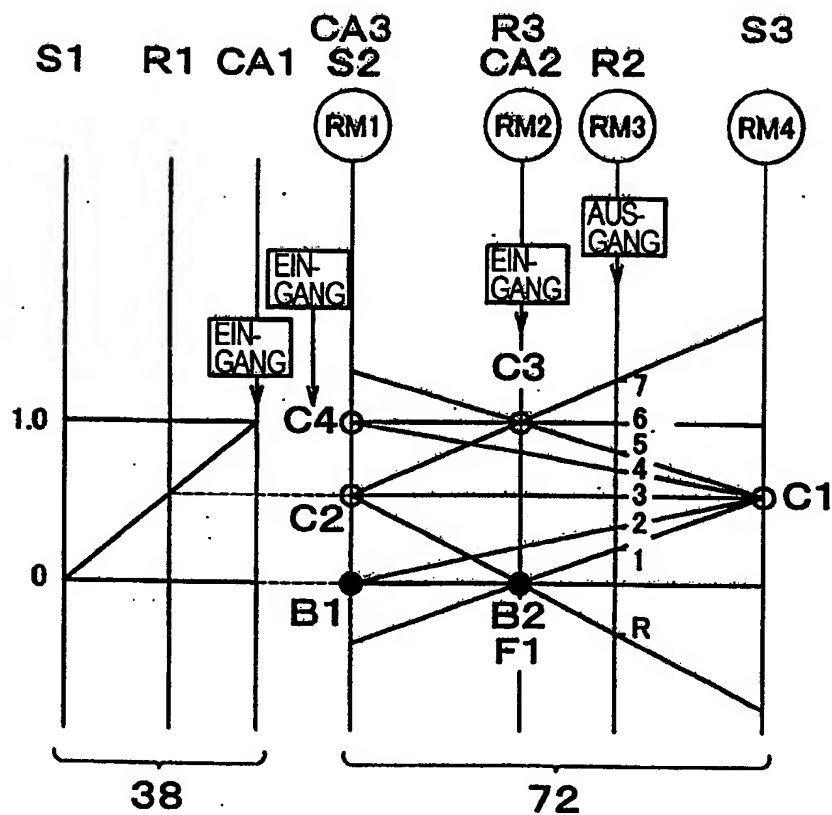 CA3 R3 S3
S1 R1 CA1 S2 CA2 R2
RM1 RM2 RM3 RM4
AUS-
GANG
EIN-
GANG
EIN-
GANG
EIN-
GANG
C3
7
1.0
C4
6
5
4
3
C1
C2
2
1
0
B1
B2
R
F1
38
72